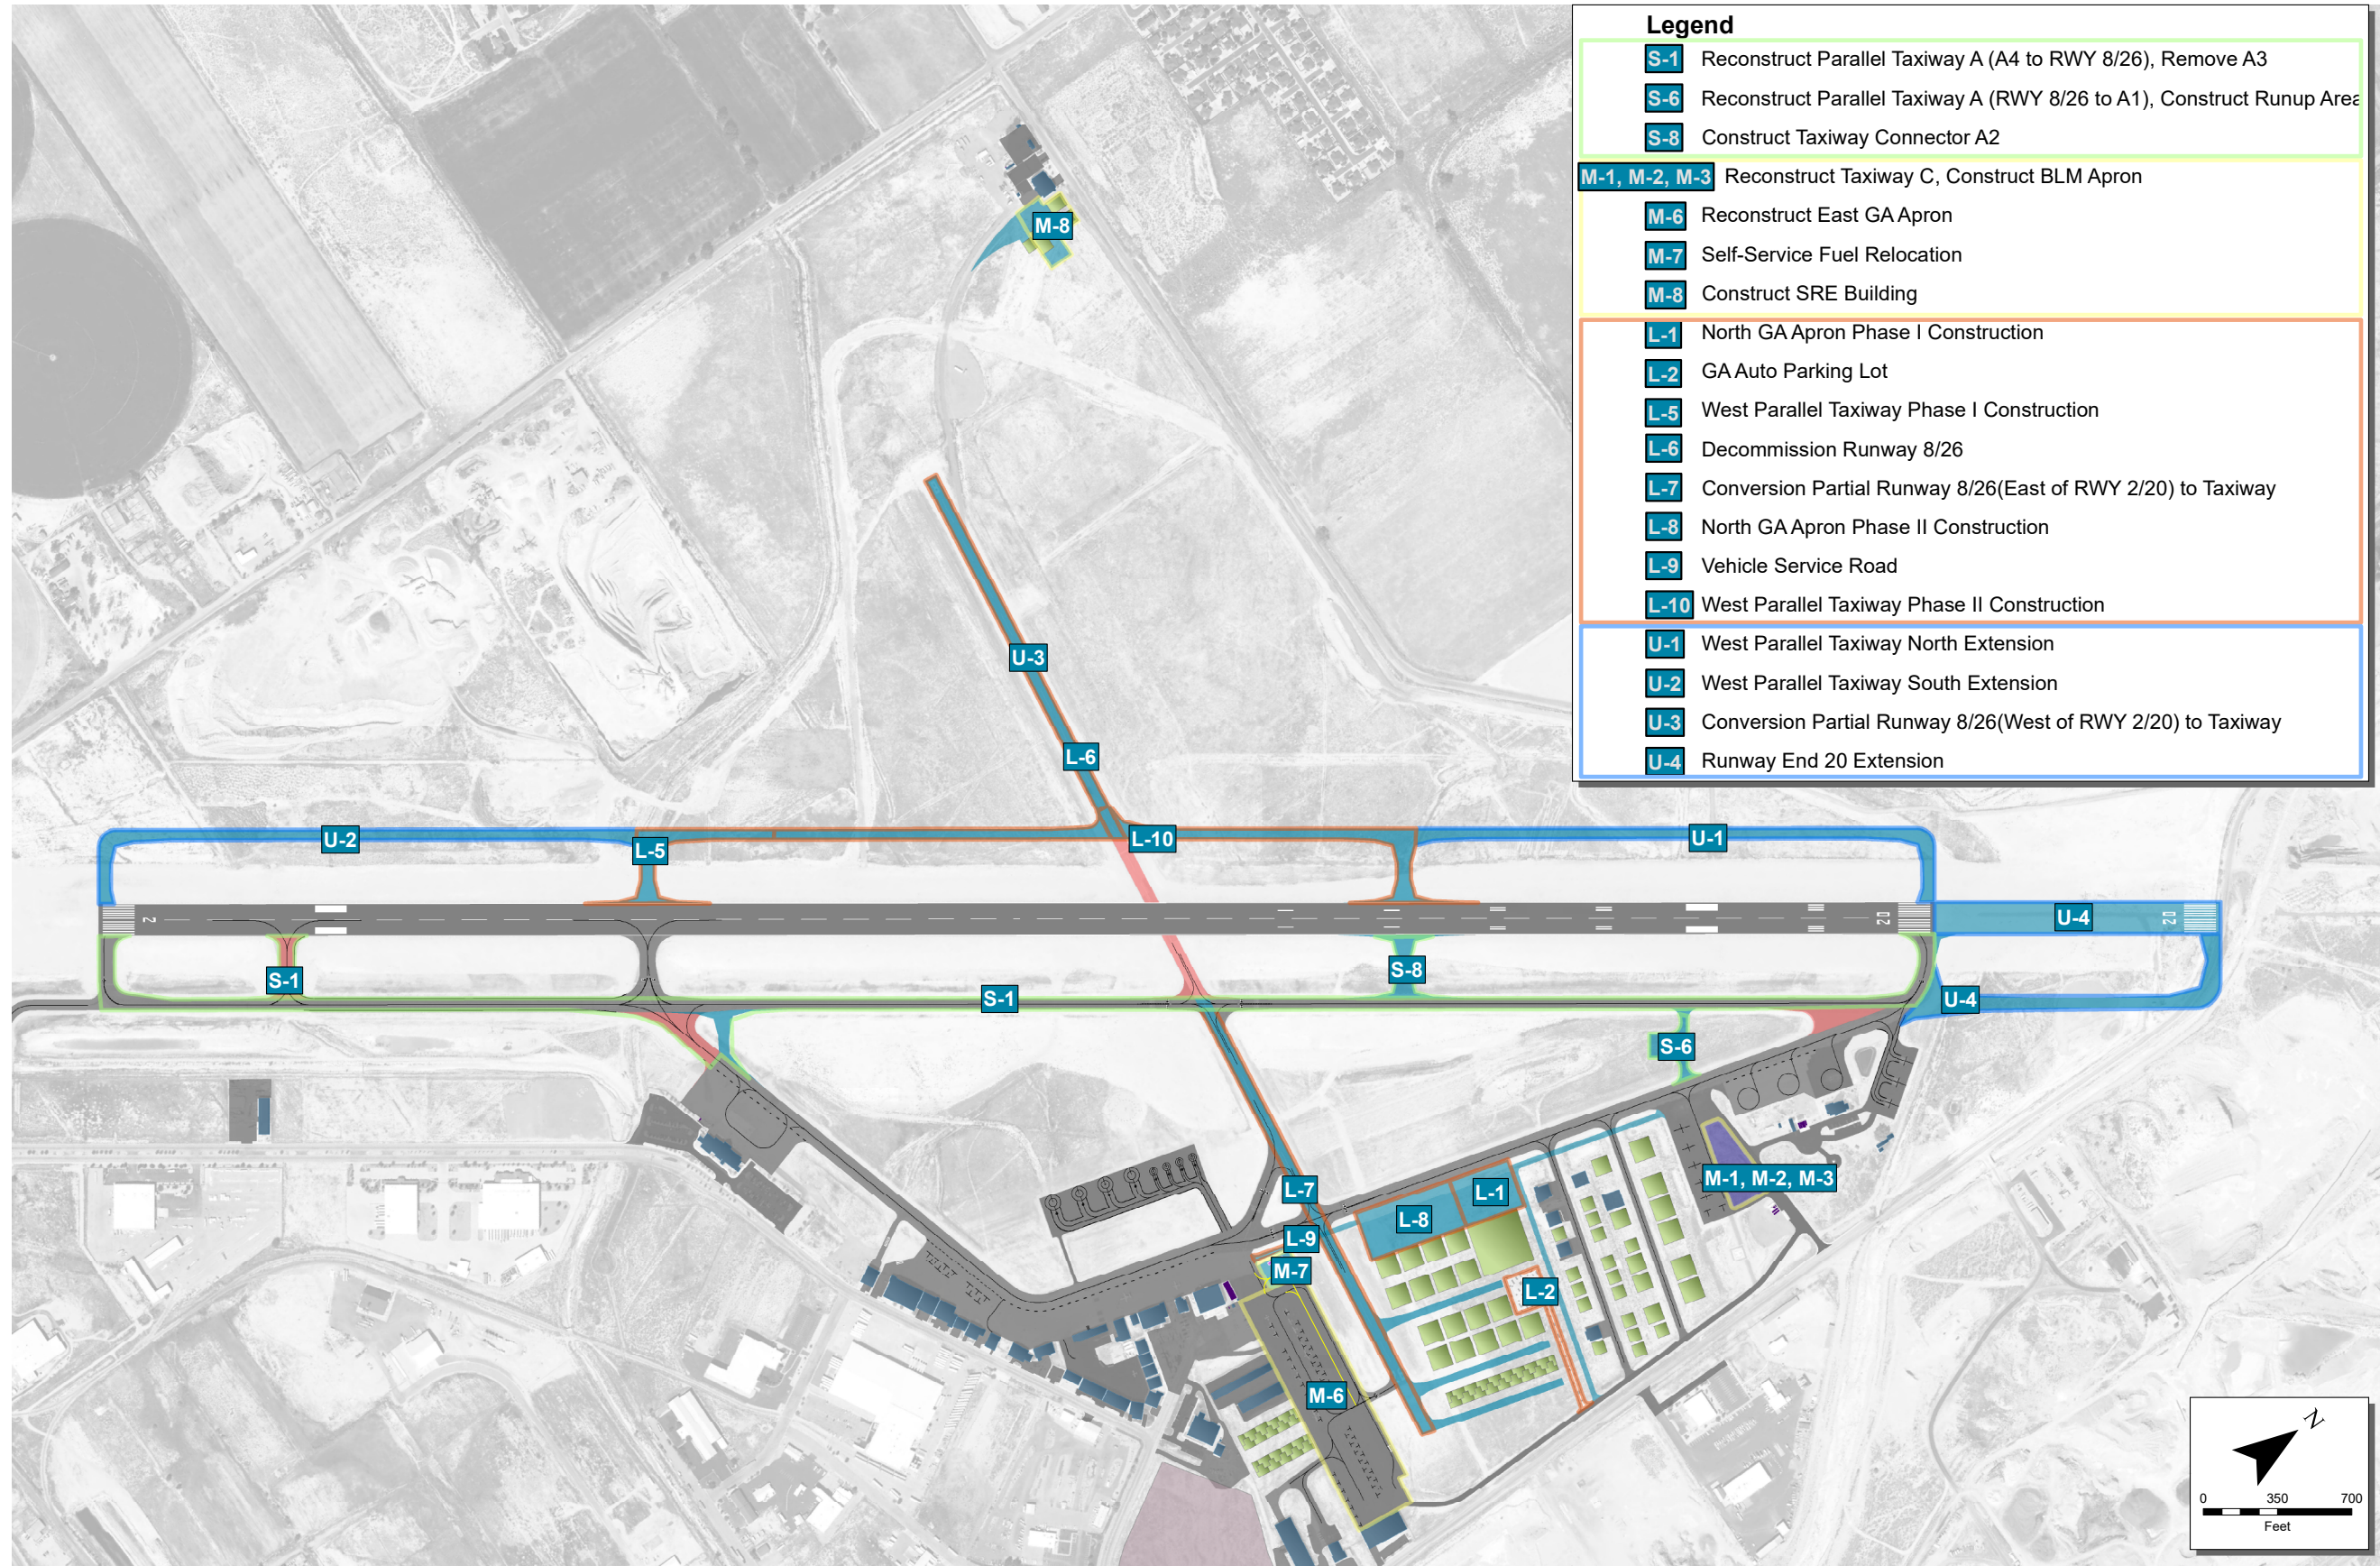 Legend
S-1 Reconstruct Parallel Taxiway A (A4 to RWY 8/26), Remove A3
S-6 Reconstruct Parallel Taxiway A (RWY 8/26 to A1), Construct Runup Area
S-8 Construct Taxiway Connector A2
M-1, M-2, M-3 Reconstruct Taxiway C, Construct BLM Apron
M-6 Reconstruct East GA Apron
M-7 Self-Service Fuel Relocation
M-8 Construct SRE Building
L-1 North GA Apron Phase I Construction
L-2 GA Auto Parking Lot
L-5 West Parallel Taxiway Phase I Construction
L-6 Decommission Runway 8/26
L-7 Conversion Partial Runway 8/26(East of RWY 2/20) to Taxiway
L-8 North GA Apron Phase II Construction
L-9 Vehicle Service Road
L-10 West Parallel Taxiway Phase II Construction
U-1 West Parallel Taxiway North Extension
U-2 West Parallel Taxiway South Extension
U-3 Conversion Partial Runway 8/26(West of RWY 2/20) to Taxiway
U-4 Runway End 20 Extension
M-8
U-3
L-6
U-2
L-5
L-10
U-1
2
20
U-4
20
S-1
S-8
S-1
U-4
S-6
M-1, M-2, M-3
L-7
L-1
L-8
L-9
M-7
L-2
M-6
N
0 350 700
Feet